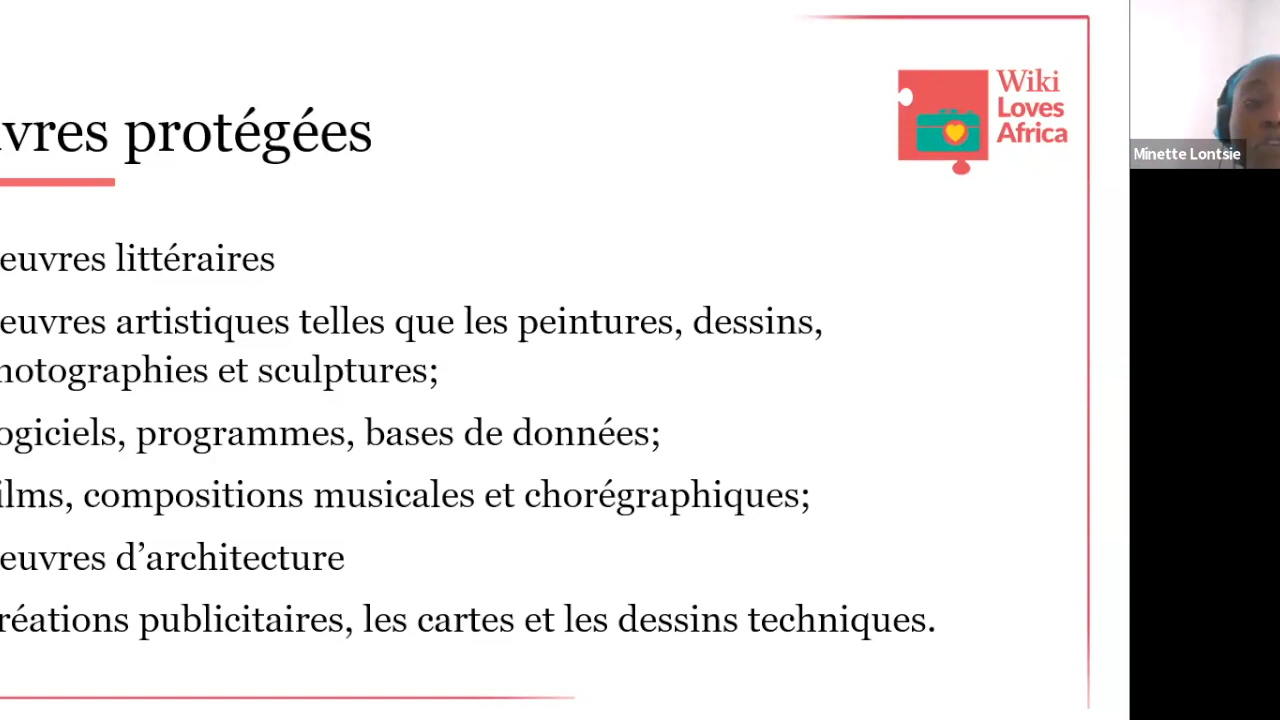 vres protégées
euvres littéraires
euvres artistiques telles que les peintures, dessins,
hotographies et sculptures;
ogiciels, programmes, bases de données;
ilms, compositions musicales et chorégraphiques;
euvres d’architecture
réations publicitaires, les cartes et les dessins techniques.
Wiki
Loves
Africa
Minette Lontsie